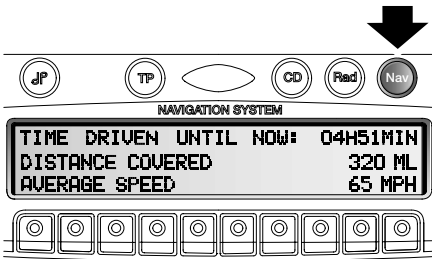 TP CD Rad Nav
NAVIGATION SYSTEM
TIME DRIVEN UNTIL NOW: 04H51MIN
DISTANCE COVERED 320 ML
AVERAGE SPEED 65 MPH